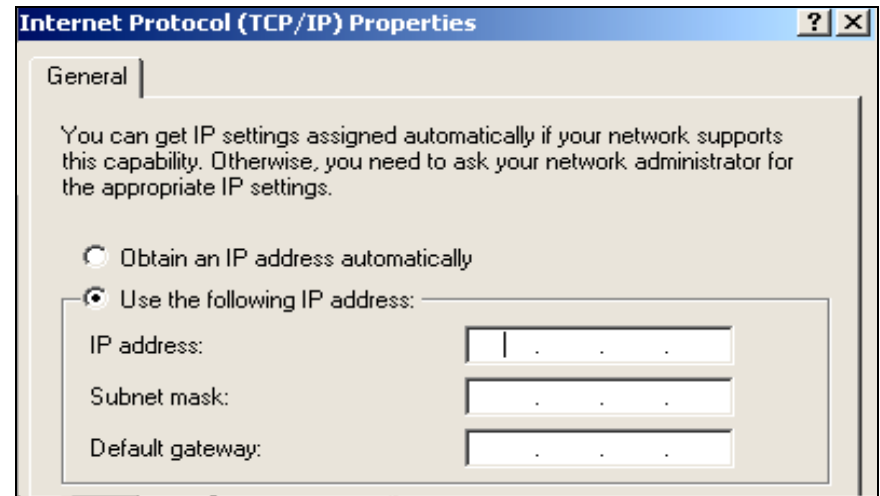 Internet Protocol (TCP/IP) Properties
General
You can get IP settings assigned automatically if your network supports
this capability. Otherwise, you need to ask your network administrator for
the appropriate IP settings.
Obtain an IP address automatically
Use the following IP address:
IP address:
Subnet mask:
Default gateway: